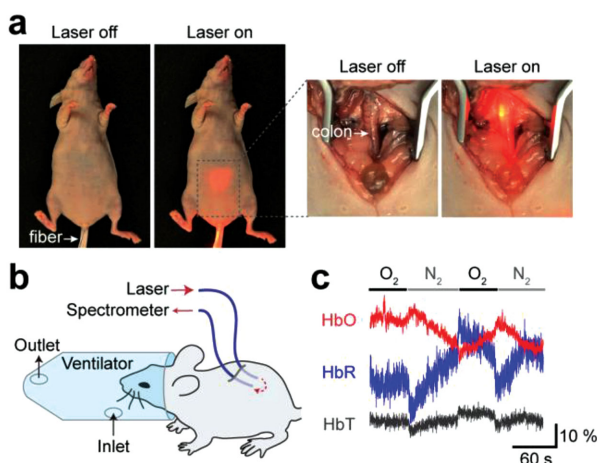 a
Laser off
Laser on
fiber
Laser off
Laser on
colon
b
Laser
Spectrometer
Outlet
Ventilator
Inlet
c
O2
N2
O2
N2
HbO
HbR
HbT
10 %
60 s